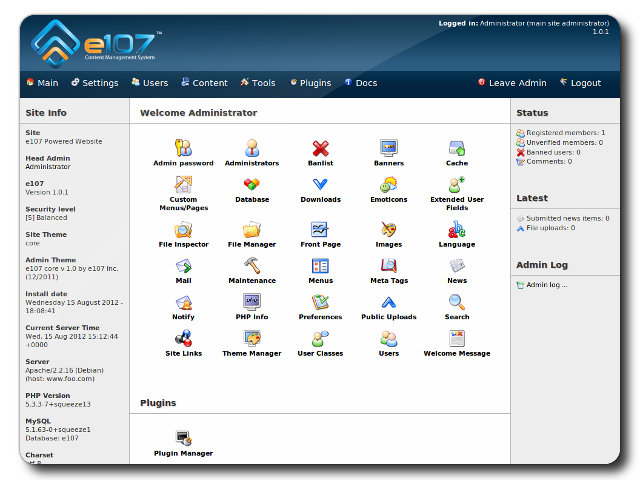 Logged in: Administrator (main site administrator)
1.0.1
e107™
Content Management System
Main Settings Users Content Tools Plugins Docs Leave Admin Logout
Site Info
Site
e107 Powered Website
Head Admin
Administrator
e107
Version 1.0.1
Security level
[5] Balanced
Site Theme
core
Admin Theme
e107 core v 1.0 by e107 Inc.
(12/2011)
Install date
Wednesday 15 August 2012 -
18:08:41
Current Server Time
Wed, 15 Aug 2012 15:12:44
+0000
Server
Apache/2.2.16 (Debian)
(host: www.foo.com)
PHP Version
5.3.3-7+squeeze13
MySQL
5.1.63-0+squeeze1
Database: e107
Charset
Welcome Administrator
Admin password Administrators Banlist Banners Cache
Custom Menus/Pages Database Downloads Emoticons Extended User Fields
File Inspector File Manager Front Page Images Language
Mail Maintenance Menus Meta Tags News
Notify PHP Info Preferences Public Uploads Search
Site Links Theme Manager User Classes Users Welcome Message
Plugins
Plugin Manager
Status
Registered members: 1
Unverified members: 0
Banned users: 0
Comments: 0
Latest
Submitted news items: 0
File uploads: 0
Admin Log
Admin log ...